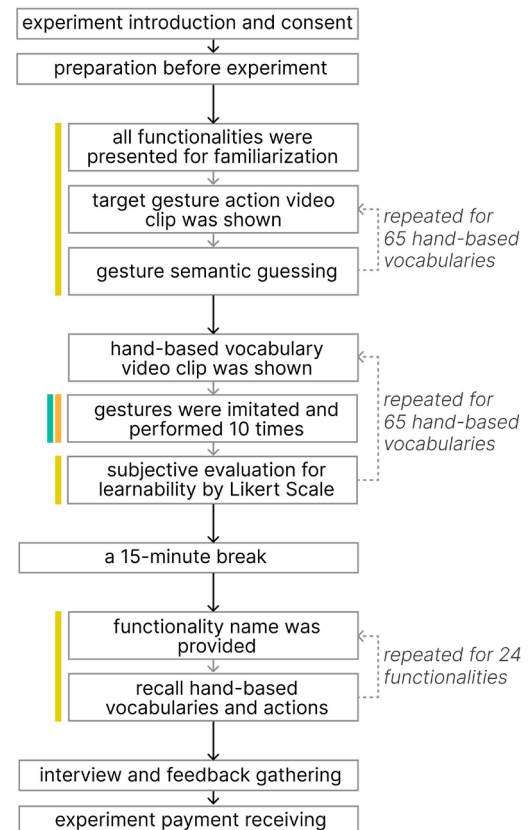 experiment introduction and consent
preparation before experiment
all functionalities were
presented for familiarization
target gesture action video
clip was shown
gesture semantic guessing
repeated for
65 hand-based
vocabularies
hand-based vocabulary
video clip was shown
gestures were imitated and
performed 10 times
subjective evaluation for
learnability by Likert Scale
repeated for
65 hand-based
vocabularies
a 15-minute break
functionality name was
provided
recall hand-based
vocabularies and actions
repeated for 24
functionalities
interview and feedback gathering
experiment payment receiving